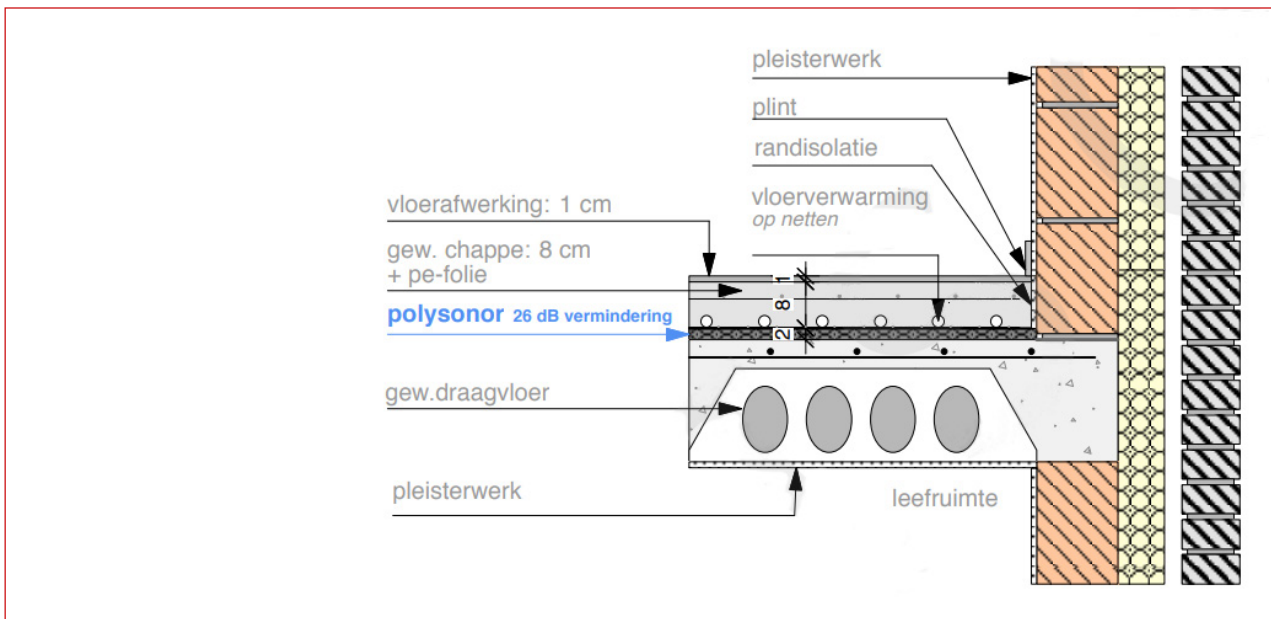 pleisterwerk
plint
randisolatie
vloerverwarming
op netten
vloerafwerking: 1 cm
gew. chappe: 8 cm
+ pe-folie
polysonor 26 dB vermindering
gew.draagvloer
pleisterwerk
leefruimte
1
8
2